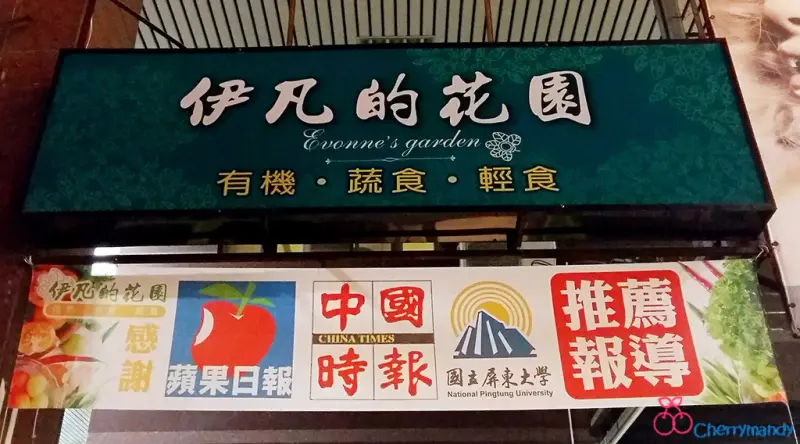 伊凡的花園
Evonne's garden
有機・蔬食・輕食
伊凡的花園
感謝
蘋果日報
中國
CHINA TIMES
時報
國立屏東大學
National Pingtung University
推薦
報導
Cherrymandy